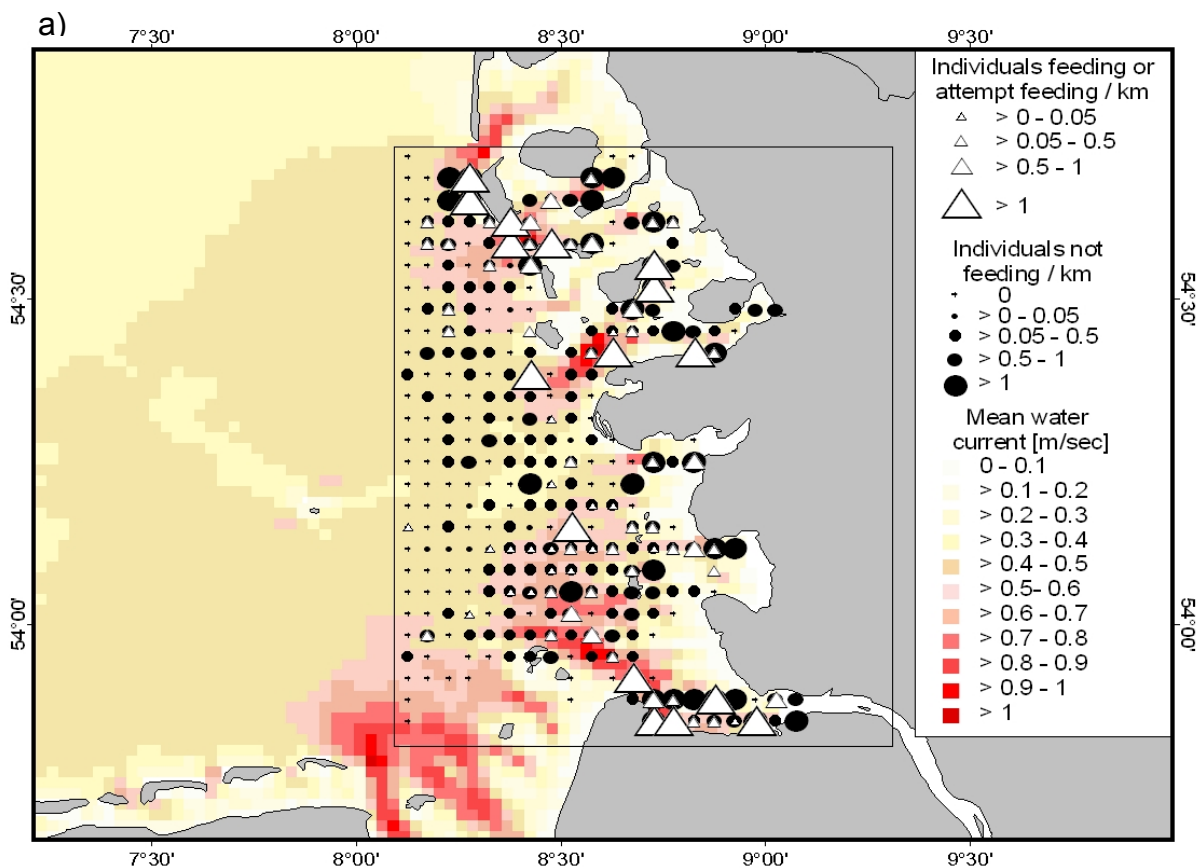 a)
7°30' 8°00' 8°30' 9°00' 9°30'
Individuals feeding or
attempt feeding / km
> 0 - 0.05
> 0.05 - 0.5
> 0.5 - 1
> 1
Individuals not
feeding / km
0
> 0 - 0.05
> 0.05 - 0.5
> 0.5 - 1
> 1
Mean water
current [m/sec]
0 - 0.1
> 0.1 - 0.2
> 0.2 - 0.3
> 0.3 - 0.4
> 0.4 - 0.5
> 0.5- 0.6
> 0.6 - 0.7
> 0.7 - 0.8
> 0.8 - 0.9
> 0.9 - 1
> 1
54°30' 54°30'
54°00' 54°00'
7°30' 8°00' 8°30' 9°00' 9°30'